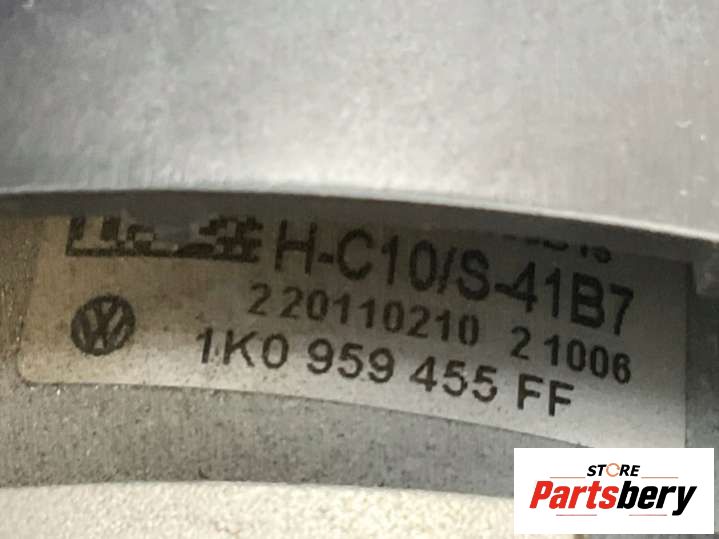 H-C10/S-41B7
220110210 21006
1K0 959 455 FF
STORE
Partsbery